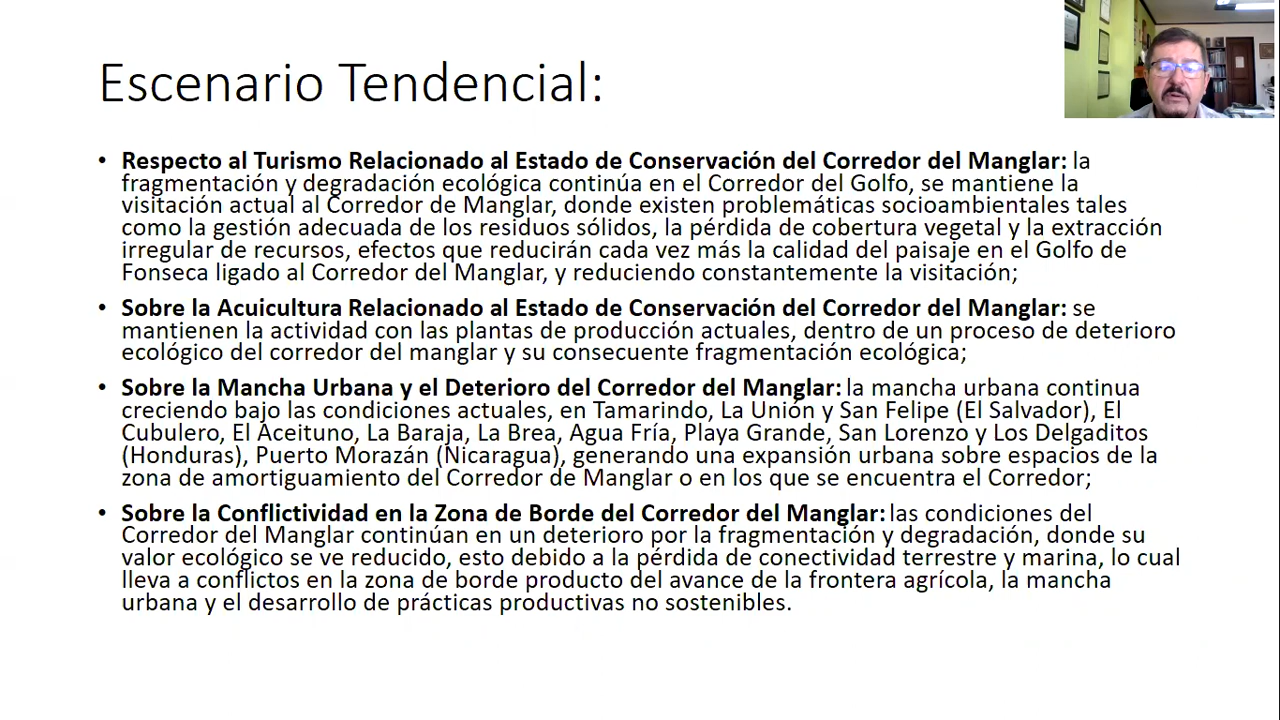 Escenario Tendencial:
• Respecto al Turismo Relacionado al Estado de Conservación del Corredor del Manglar: la
fragmentación y degradación ecológica continúa en el Corredor del Golfo, se mantiene la
visitación actual al Corredor de Manglar, donde existen problemáticas socioambientales tales
como la gestión adecuada de los residuos sólidos, la pérdida de cobertura vegetal y la extracción
irregular de recursos, efectos que reducirán cada vez más la calidad del paisaje en el Golfo de
Fonseca ligado al Corredor del Manglar, y reduciendo constantemente la visitación;
• Sobre la Acuicultura Relacionado al Estado de Conservación del Corredor del Manglar: se
mantienen la actividad con las plantas de producción actuales, dentro de un proceso de deterioro
ecológico del corredor del manglar y su consecuente fragmentación ecológica;
• Sobre la Mancha Urbana y el Deterioro del Corredor del Manglar: la mancha urbana continua
creciendo bajo las condiciones actuales, en Tamarindo, La Unión y San Felipe (El Salvador), El
Cubulero, El Aceituno, La Baraja, La Brea, Agua Fría, Playa Grande, San Lorenzo y Los Delgaditos
(Honduras), Puerto Morazán (Nicaragua), generando una expansión urbana sobre espacios de la
zona de amortiguamiento del Corredor de Manglar o en los que se encuentra el Corredor;
• Sobre la Conflictividad en la Zona de Borde del Corredor del Manglar: las condiciones del
Corredor del Manglar continúan en un deterioro por la fragmentación y degradación, donde su
valor ecológico se ve reducido, esto debido a la pérdida de conectividad terrestre y marina, lo cual
lleva a conflictos en la zona de borde producto del avance de la frontera agrícola, la mancha
urbana y el desarrollo de prácticas productivas no sostenibles.